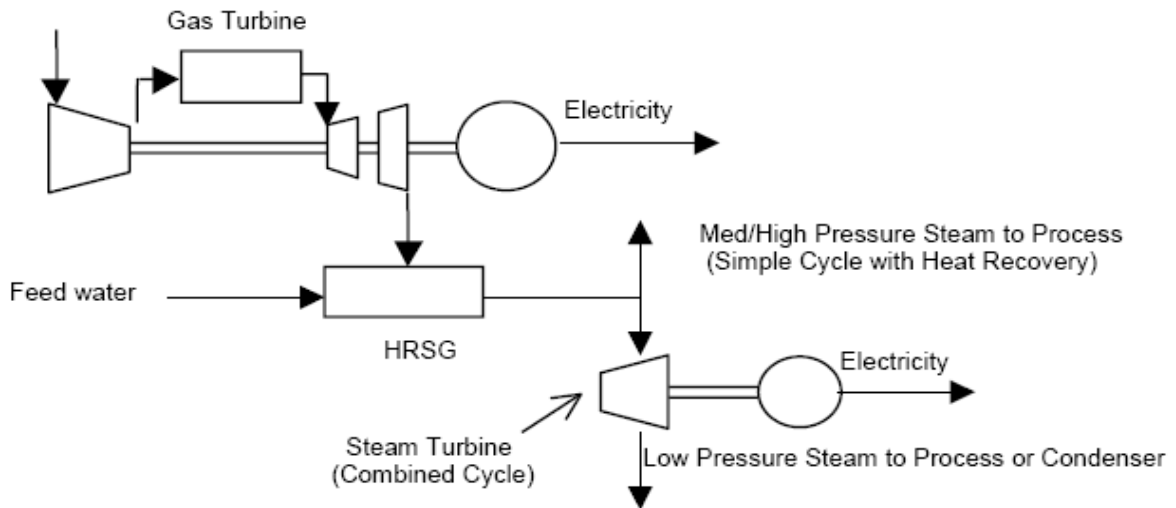 Gas Turbine
Electricity
Med/High Pressure Steam to Process
(Simple Cycle with Heat Recovery)
Feed water
HRSG
Electricity
Steam Turbine
(Combined Cycle)
Low Pressure Steam to Process or Condenser